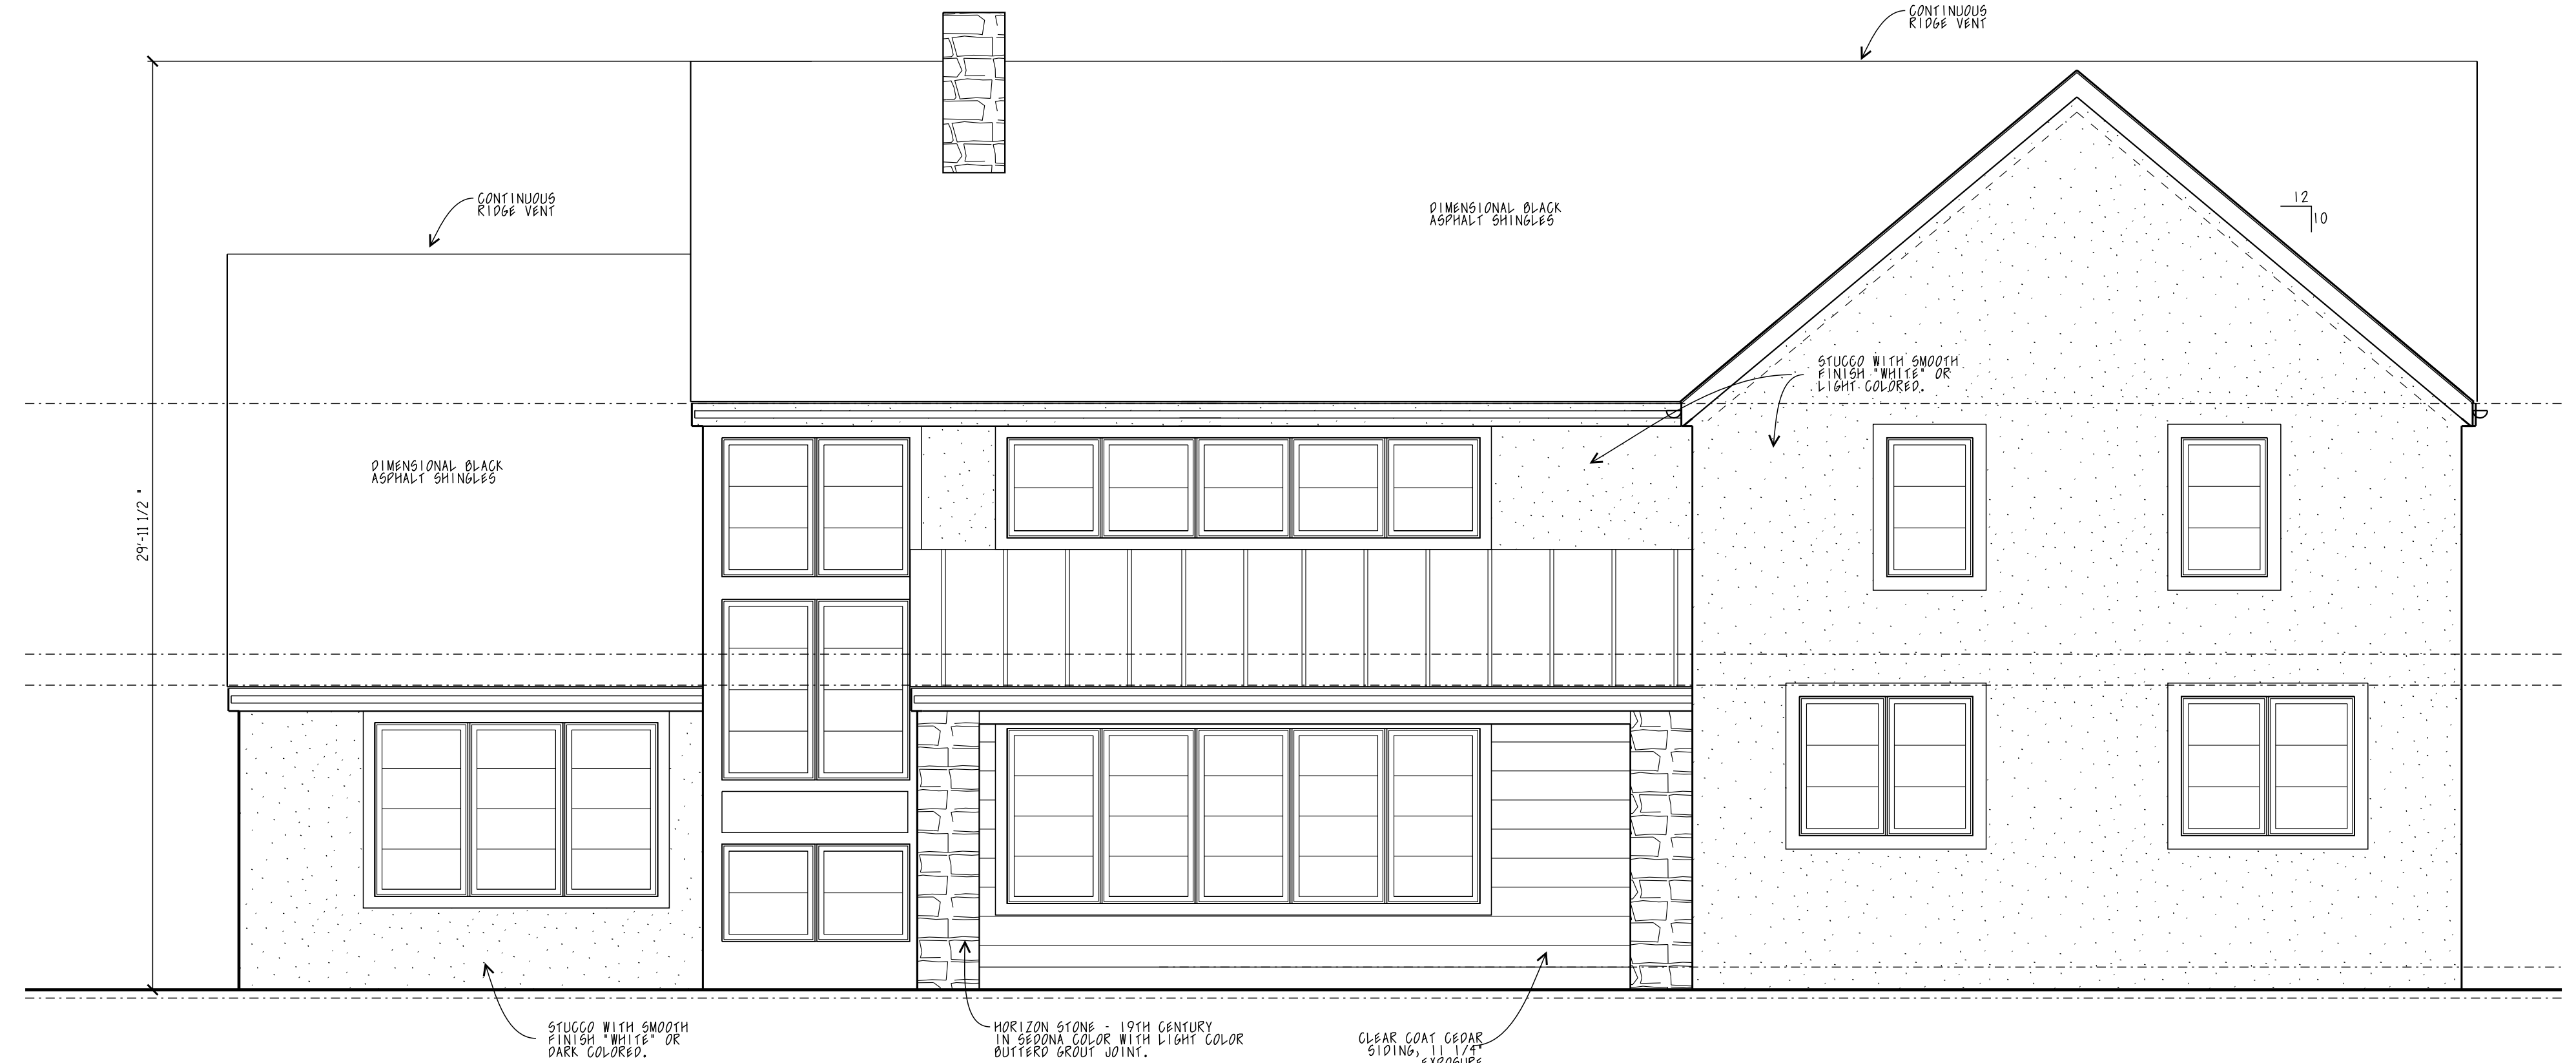 CONTINUOUS
RIDGE VENT
CONTINUOUS
RIDGE VENT
DIMENSIONAL BLACK
ASPHALT SHINGLES
12
10
STUCCO WITH SMOOTH
FINISH "WHITE" OR
LIGHT COLORED.
DIMENSIONAL BLACK
ASPHALT SHINGLES
29'-11 1/2 "
STUCCO WITH SMOOTH
FINISH "WHITE" OR
DARK COLORED.
HORIZON STONE - 19TH CENTURY
IN SEDONA COLOR WITH LIGHT COLOR
BUTTERD GROUT JOINT.
CLEAR COAT CEDAR
SIDING, 11 1/4"
EXPOSURE